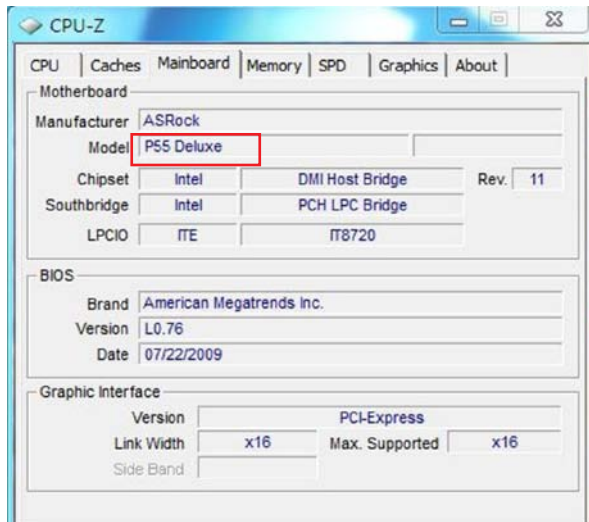 CPU-Z
CPU Caches Mainboard Memory SPD Graphics About
Motherboard
Manufacturer ASRock
Model P55 Deluxe
Chipset Intel DMI Host Bridge Rev. 11
Southbridge Intel PCH LPC Bridge
LPCIO ITE IT8720
BIOS
Brand American Megatrends Inc.
Version L0.76
Date 07/22/2009
Graphic Interface
Version PCI-Express
Link Width x16 Max. Supported x16
Side Band